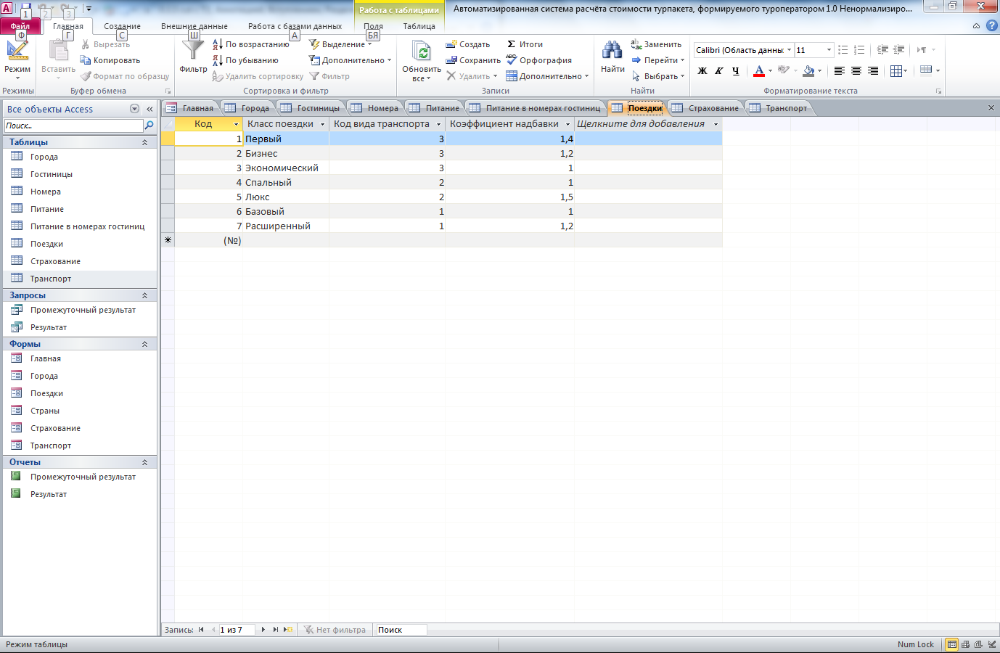 Работа с таблицами
Автоматизированная система расчёта стоимости турпакета, формируемого туроператором 1.0 Ненормализиро...
1 2 3
Файл Главная Создание Внешние данные Работа с базами данных Поля Таблица
Ф Г С Ш А БЯ
Режим
Режимы
Вставить
Вырезать
Копировать
Формат по образцу
Буфер обмена
Фильтр
По возрастанию
По убыванию
Удалить сортировку
Выделение
Дополнительно
Фильтр
Сортировка и фильтр
Обновить
все
Создать
Сохранить
Удалить
Итоги
Орфография
Дополнительно
Записи
Найти
Заменить
Перейти
Выбрать
Найти
Calibri (Область данны: 11
Ж К Ч
Форматирование текста
Все объекты Access
Поиск...
Таблицы
Города
Гостиницы
Номера
Питание
Питание в номерах гостиниц
Поездки
Страхование
Транспорт
Запросы
Промежуточный результат
Результат
Формы
Главная
Города
Поездки
Страны
Страхование
Транспорт
Отчеты
Промежуточный результат
Результат
Главная Города Гостиницы Номера Питание Питание в номерах гостиниц Поездки Страхование Транспорт
Код Класс поездки Код вида транспорта Коэффициент надбавки Щелкните для добавления
1 Первый 3 1,4
2 Бизнес 3 1,2
3 Экономический 3 1
4 Спальный 2 1
5 Люкс 2 1,5
6 Базовый 1 1
7 Расширенный 1 1,2
(№)
Запись: 1 из 7 Нет фильтра Поиск
Режим таблицы
Num Lock